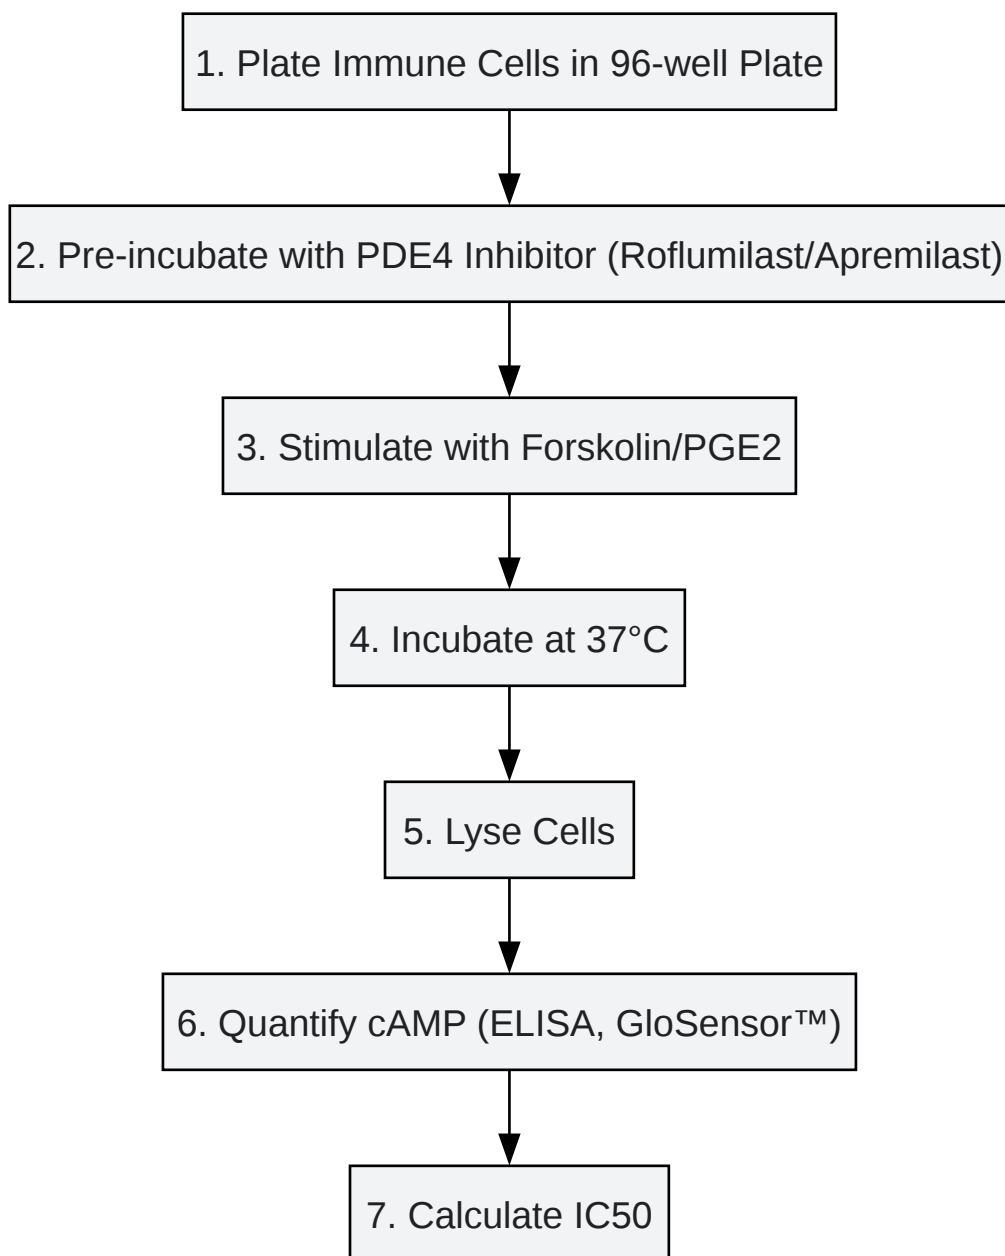 1. Plate Immune Cells in 96-well Plate
2. Pre-incubate with PDE4 Inhibitor (Roflumilast/Apremilast)
3. Stimulate with Forskolin/PGE2
4. Incubate at 37°C
5. Lyse Cells
6. Quantify cAMP (ELISA, GloSensor™)
7. Calculate IC50